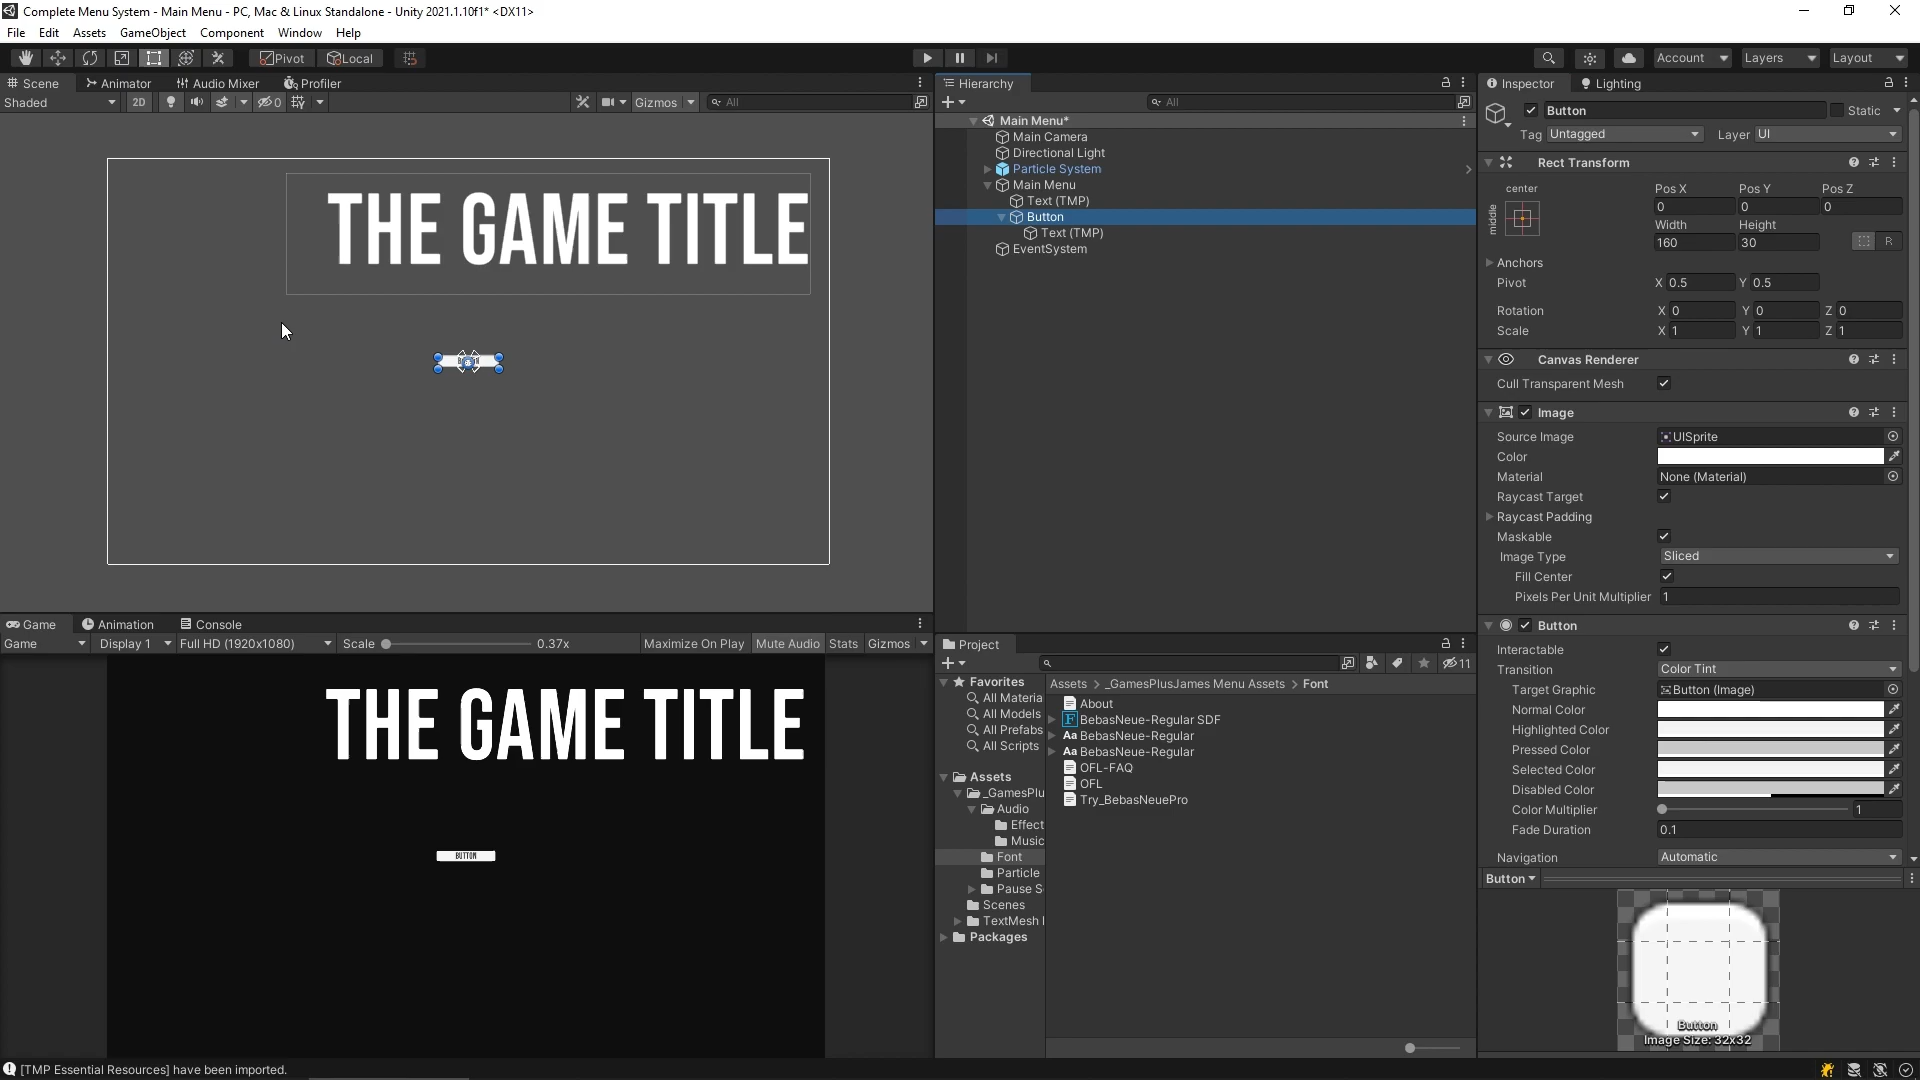 Complete Menu System - Main Menu - PC, Mac & Linux Standalone - Unity 2021.1.10f1* <DX11>
File Edit Assets GameObject Component Window Help
Pivot Local Account Layers Layout
Scene Animator Audio Mixer Profiler
Shaded 2D 0 Gizmos All
THE GAME TITLE
Game Animation Console
Game Display 1 Full HD (1920x1080) Scale 0.37x Maximize On Play Mute Audio Stats Gizmos
THE GAME TITLE
BUTTON
[TMP Essential Resources] have been imported.
Hierarchy
All
Main Menu*
Main Camera
Directional Light
Particle System
Main Menu
Text (TMP)
Button
Text (TMP)
EventSystem
Project
11
Favorites
All Materia
All Models
All Prefabs
All Scripts
Assets
_GamesPlu
Audio
Effect
Music
Font
Particle
Pause S
Scenes
TextMesh
Packages
Assets > _GamesPlusJames Menu Assets > Font
About
BebasNeue-Regular SDF
Aa BebasNeue-Regular
Aa BebasNeue-Regular
OFL-FAQ
OFL
Try_BebasNeuePro
Inspector Lighting
Button Static
Tag Untagged Layer UI
Rect Transform
center
middle
Pos X Pos Y Pos Z
0 0 0
Width Height
160 30 R
Anchors
Pivot X 0.5 Y 0.5
Rotation X 0 Y 0 Z 0
Scale X 1 Y 1 Z 1
Canvas Renderer
Cull Transparent Mesh
Image
Source Image UISprite
Color
Material None (Material)
Raycast Target
Raycast Padding
Maskable
Image Type Sliced
Fill Center
Pixels Per Unit Multiplier 1
Button
Interactable
Transition Color Tint
Target Graphic Button (Image)
Normal Color
Highlighted Color
Pressed Color
Selected Color
Disabled Color
Color Multiplier 1
Fade Duration 0.1
Navigation Automatic
Button
Button
Image Size: 32x32